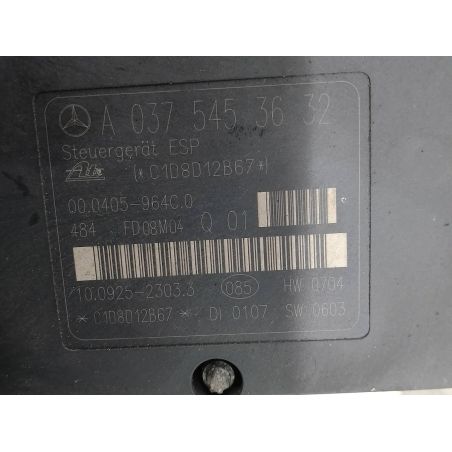 A 037 545 36 32
Steuergerät ESP
Ate (*C1D8D12B67*)
00.0405-964C.0
484 FD08M04 Q 01
10.0925-2303.3 085 HW 0704
*C1D8D12B67* DI 0107 SW 0603